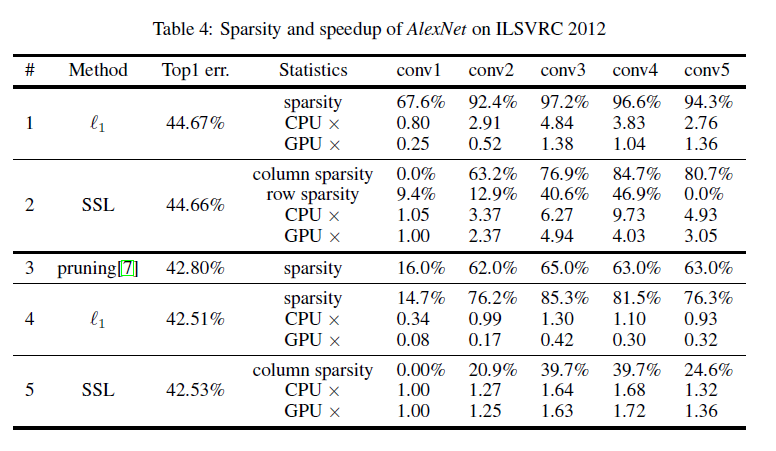 Table 4: Sparsity and speedup of AlexNet on ILSVRC 2012
# Method Top1 err. Statistics conv1 conv2 conv3 conv4 conv5
1 ℓ1 44.67% sparsity 67.6% 92.4% 97.2% 96.6% 94.3%
CPU × 0.80 2.91 4.84 3.83 2.76
GPU × 0.25 0.52 1.38 1.04 1.36
2 SSL 44.66% column sparsity 0.0% 63.2% 76.9% 84.7% 80.7%
row sparsity 9.4% 12.9% 40.6% 46.9% 0.0%
CPU × 1.05 3.37 6.27 9.73 4.93
GPU × 1.00 2.37 4.94 4.03 3.05
3 pruning[7] 42.80% sparsity 16.0% 62.0% 65.0% 63.0% 63.0%
4 ℓ1 42.51% sparsity 14.7% 76.2% 85.3% 81.5% 76.3%
CPU × 0.34 0.99 1.30 1.10 0.93
GPU × 0.08 0.17 0.42 0.30 0.32
5 SSL 42.53% column sparsity 0.00% 20.9% 39.7% 39.7% 24.6%
CPU × 1.00 1.27 1.64 1.68 1.32
GPU × 1.00 1.25 1.63 1.72 1.36